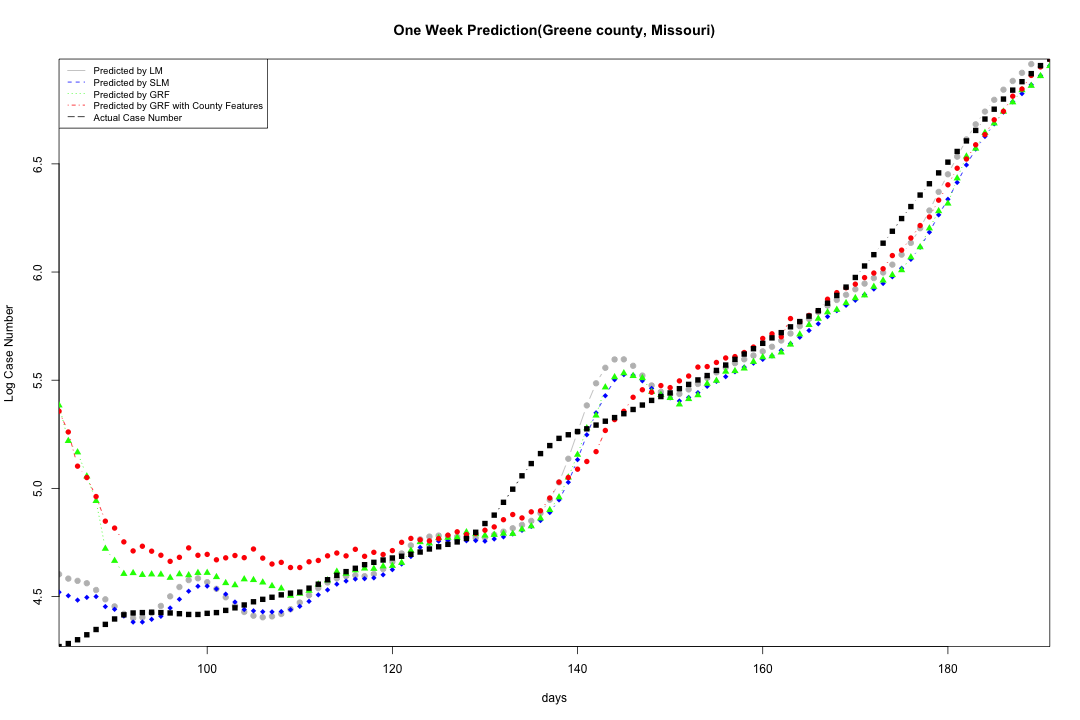 One Week Prediction(Greene county, Missouri)
Predicted by LM
Predicted by SLM
Predicted by GRF
Predicted by GRF with County Features
Actual Case Number
Log Case Number
6.5
6.0
5.5
5.0
4.5
100 120 140 160 180
days